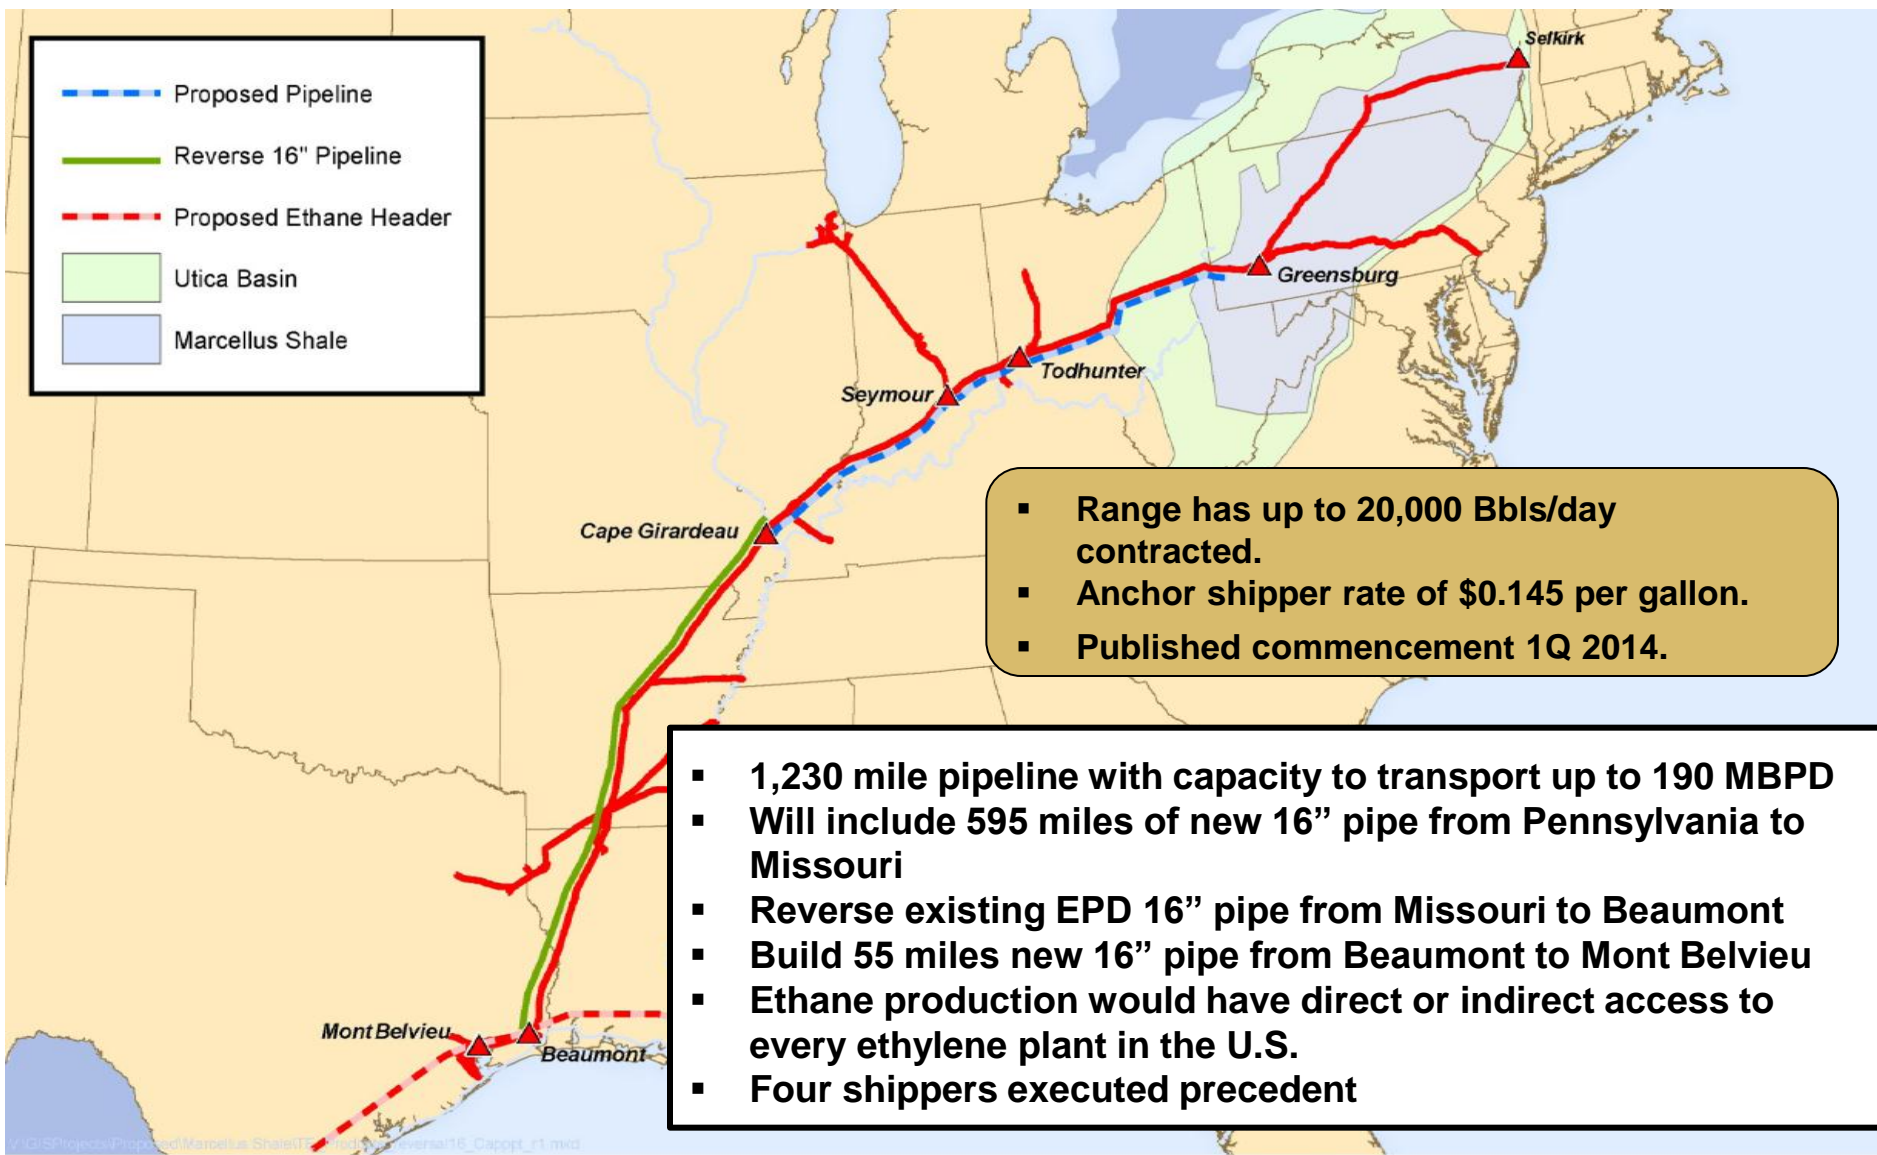 Proposed Pipeline
Reverse 16" Pipeline
Proposed Ethane Header
Utica Basin
Marcellus Shale
Selkirk
Greensburg
Todhunter
Seymour
Cape Girardeau
Mont Belvieu
Beaumont
▪ Range has up to 20,000 Bbls/day
contracted.
▪ Anchor shipper rate of $0.145 per gallon.
▪ Published commencement 1Q 2014.
▪ 1,230 mile pipeline with capacity to transport up to 190 MBPD
▪ Will include 595 miles of new 16” pipe from Pennsylvania to
Missouri
▪ Reverse existing EPD 16” pipe from Missouri to Beaumont
▪ Build 55 miles new 16” pipe from Beaumont to Mont Belvieu
▪ Ethane production would have direct or indirect access to
every ethylene plant in the U.S.
▪ Four shippers executed precedent